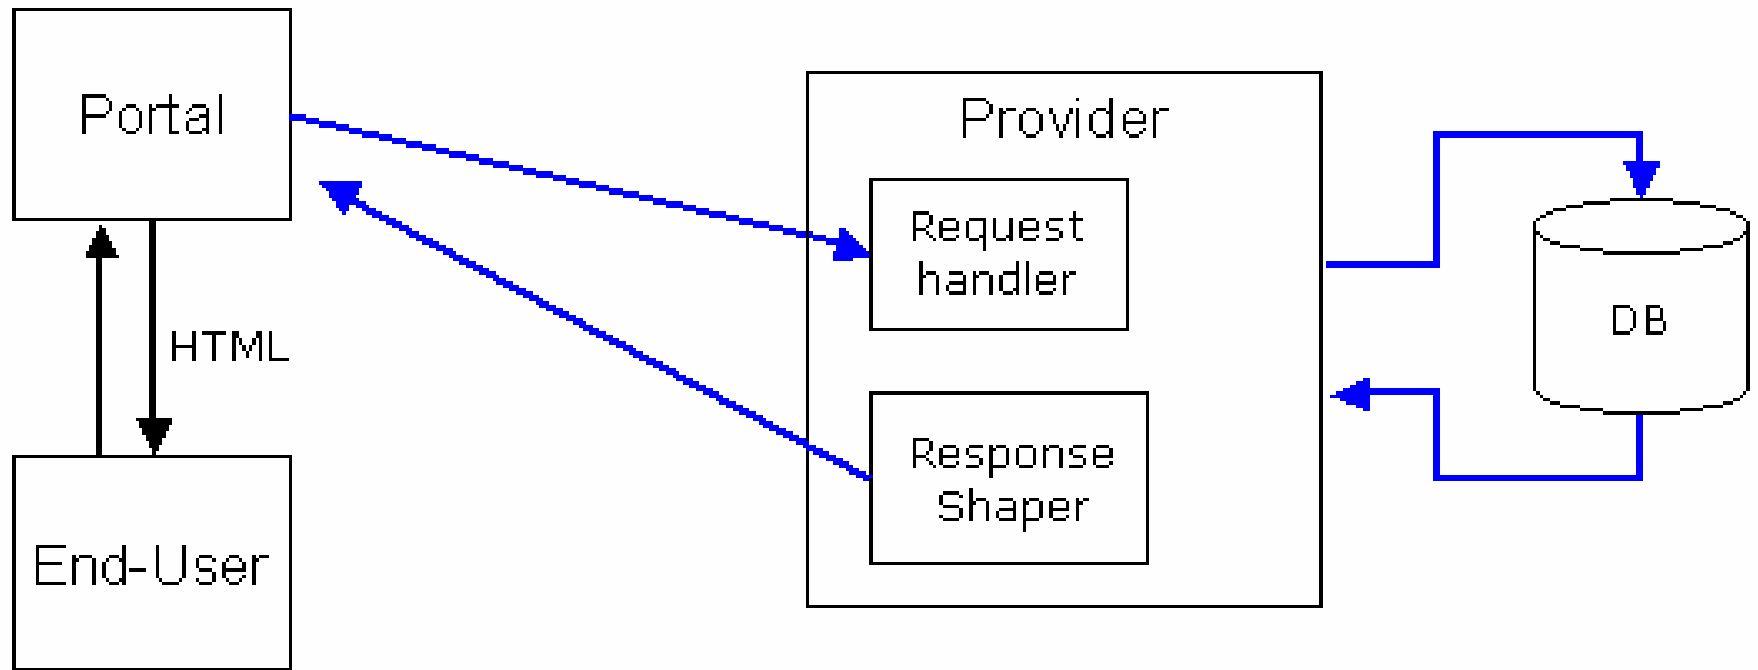 Portal
Provider
Request
handler
DB
HTML
Response
Shaper
End-User